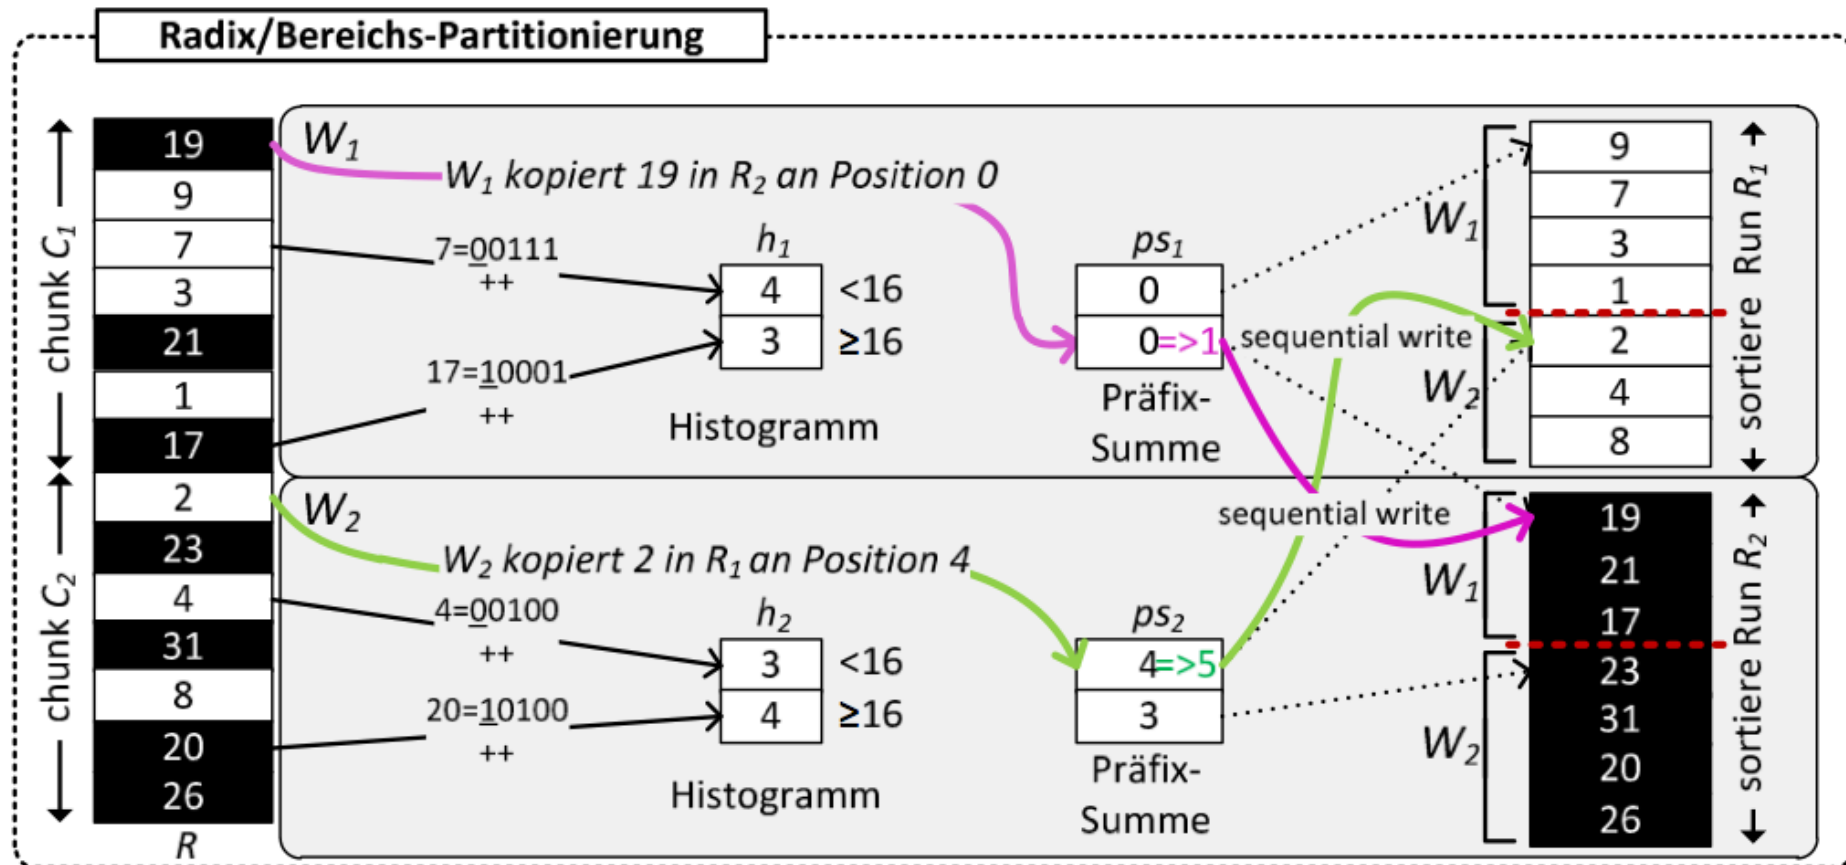 Radix/Bereichs-Partitionierung
chunk C₁
chunk C₂
19
9
7
3
21
1
17
2
23
4
31
8
20
26
R
W₁
W₁ kopiert 19 in R₂ an Position 0
7=00111
++
17=10001
++
h₁
4 <16
3 ≥16
Histogramm
ps₁
0
0=>1
Präfix-
Summe
sequential write
W₁
W₂
9
7
3
1
2
4
8
sortiere Run R₁
W₂
W₂ kopiert 2 in R₁ an Position 4
4=00100
++
20=10100
++
h₂
3 <16
4 ≥16
Histogramm
ps₂
4=>5
3
Präfix-
Summe
sequential write
W₁
W₂
19
21
17
23
31
20
26
sortiere Run R₂